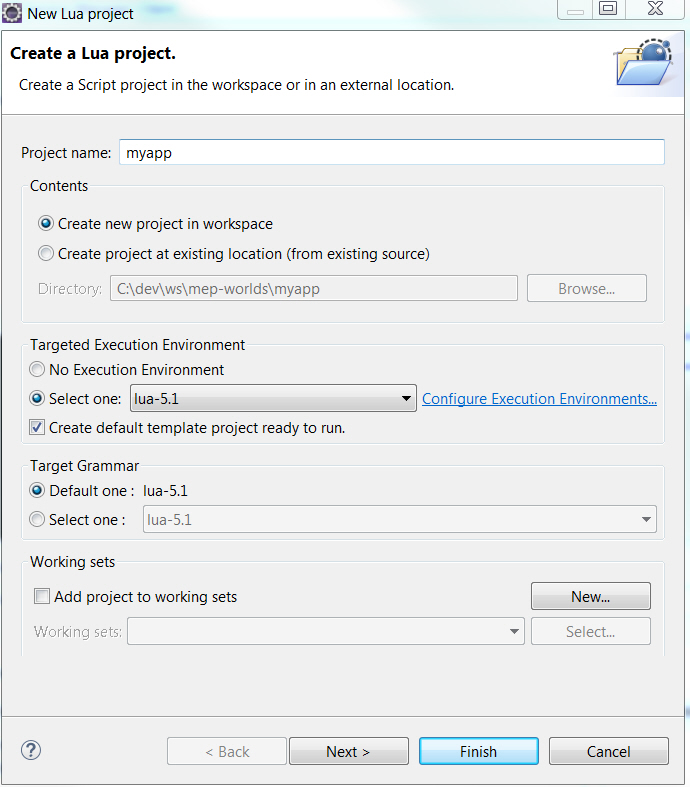 New Lua project
Create a Lua project.
Create a Script project in the workspace or in an external location.
Project name: myapp
Contents
Create new project in workspace
Create project at existing location (from existing source)
Directory: C:\dev\ws\mep-worlds\myapp Browse...
Targeted Execution Environment
No Execution Environment
Select one: lua-5.1 Configure Execution Environments...
Create default template project ready to run.
Target Grammar
Default one : lua-5.1
Select one : lua-5.1
Working sets
Add project to working sets New...
Working sets: Select...
? < Back Next > Finish Cancel